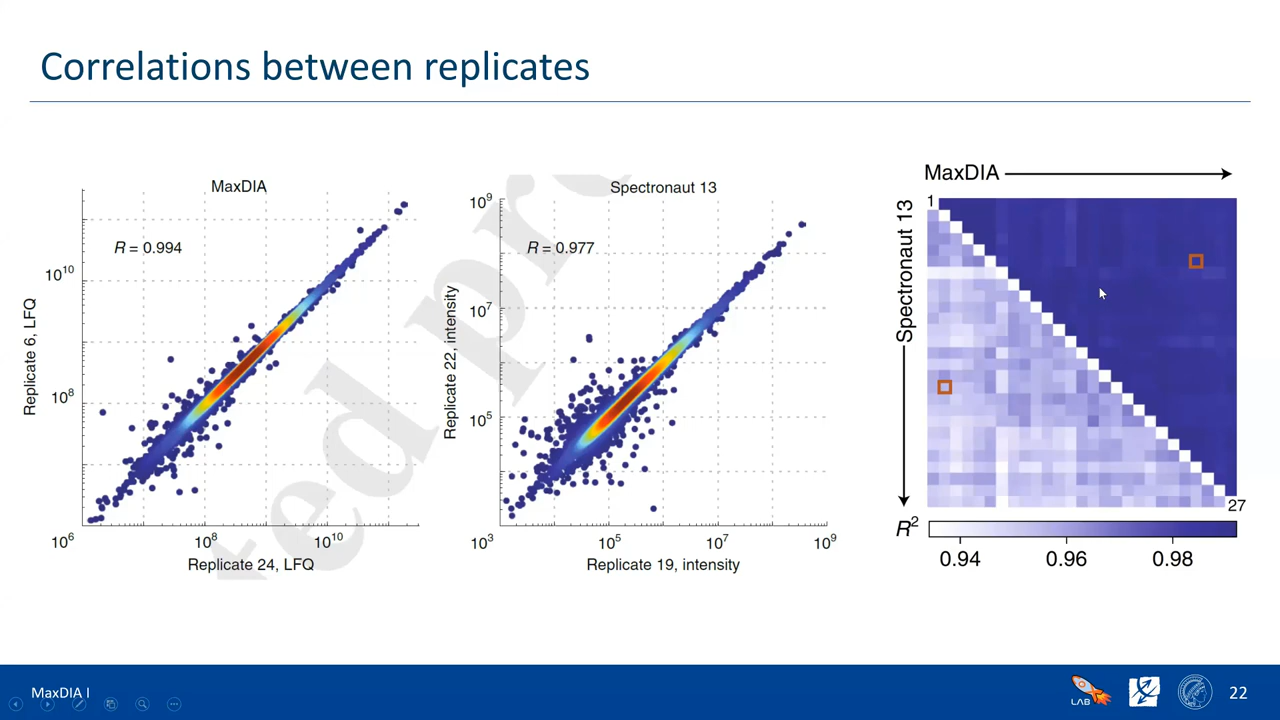 Correlations between replicates
MaxDIA
R = 0.994
10^10
10^8
10^6
10^8
10^10
Replicate 6, LFQ
Replicate 24, LFQ
Spectronaut 13
R = 0.977
10^9
10^7
10^5
10^3
10^5
10^7
10^9
Replicate 22, intensity
Replicate 19, intensity
ted pro
MaxDIA
Spectronaut 13
1
27
R^2
0.94
0.96
0.98
MaxDIA I
LAB
22